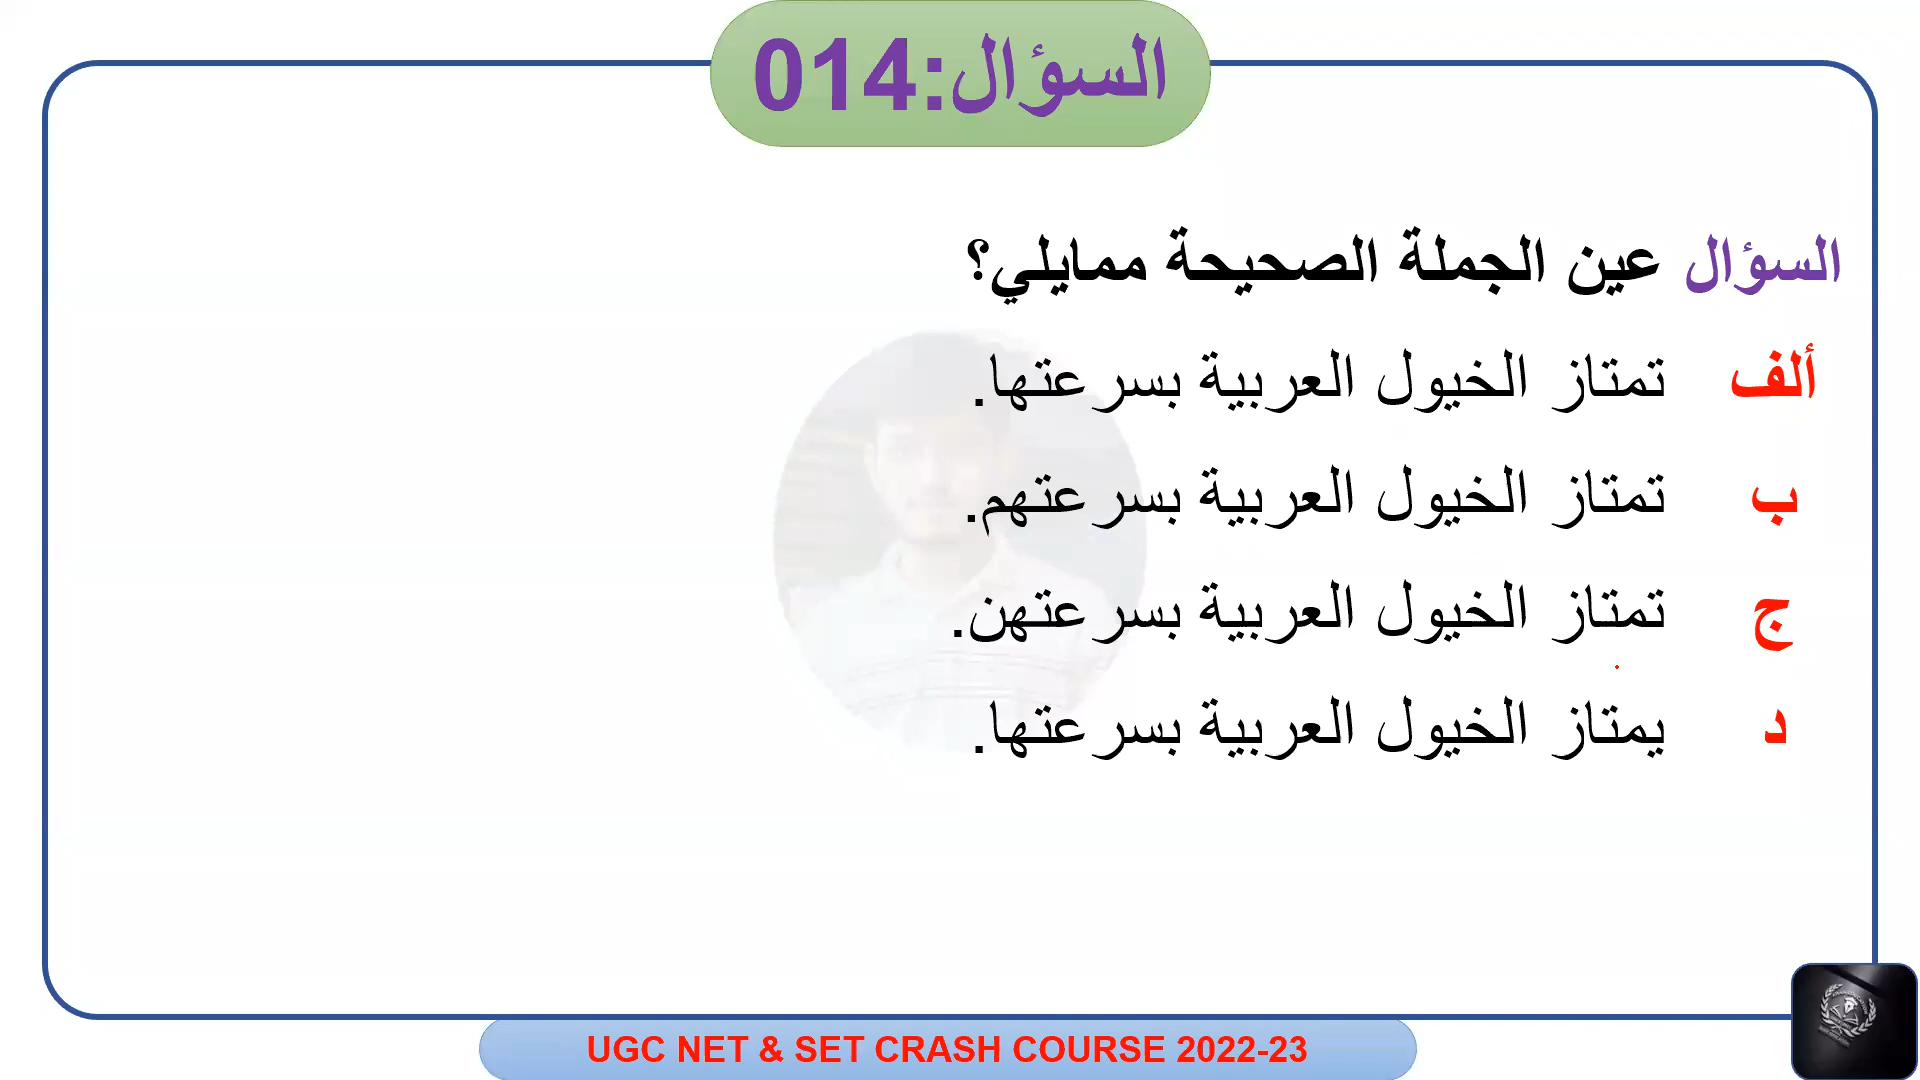 السؤال:014
السؤال عين الجملة الصحيحة ممايلي؟
ألف تمتاز الخيول العربية بسرعتها.
ب تمتاز الخيول العربية بسرعتهم.
ج تمتاز الخيول العربية بسرعتهن.
د يمتاز الخيول العربية بسرعتها.
UGC NET & SET CRASH COURSE 2022-23